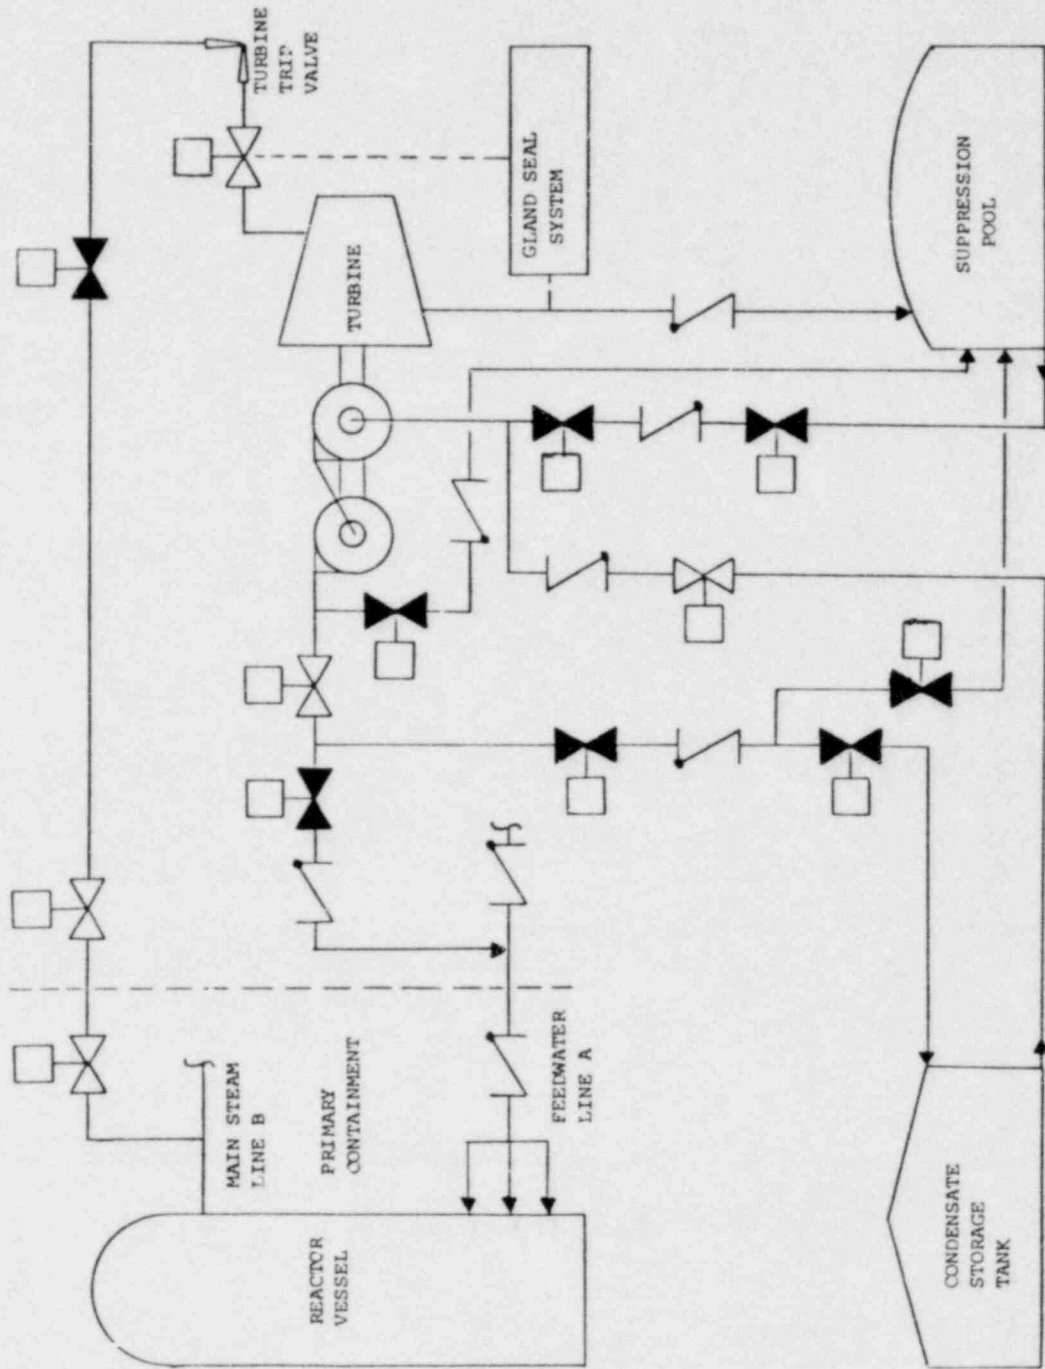 TURBINE
TRIP
VALVE
GLAND SEAL
SYSTEM
TURBINE
SUPPRESSION
POOL
MAIN STEAM
LINE B
PRIMARY
CONTAINMENT
FEEDWATER
LINE A
REACTOR
VESSEL
CONDENSATE
STORAGE
TANK